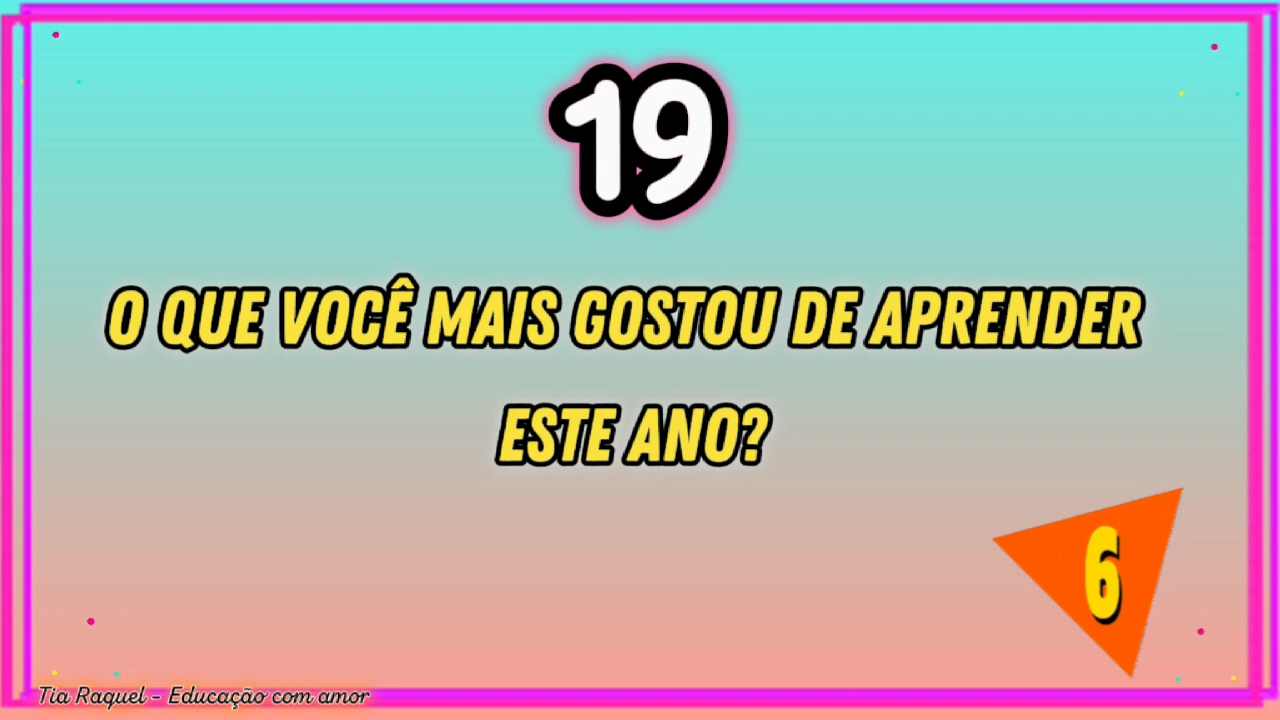 19
O QUE VOCÊ MAIS GOSTOU DE APRENDER
ESTE ANO?
6
Tia Raquel - Educação com amor